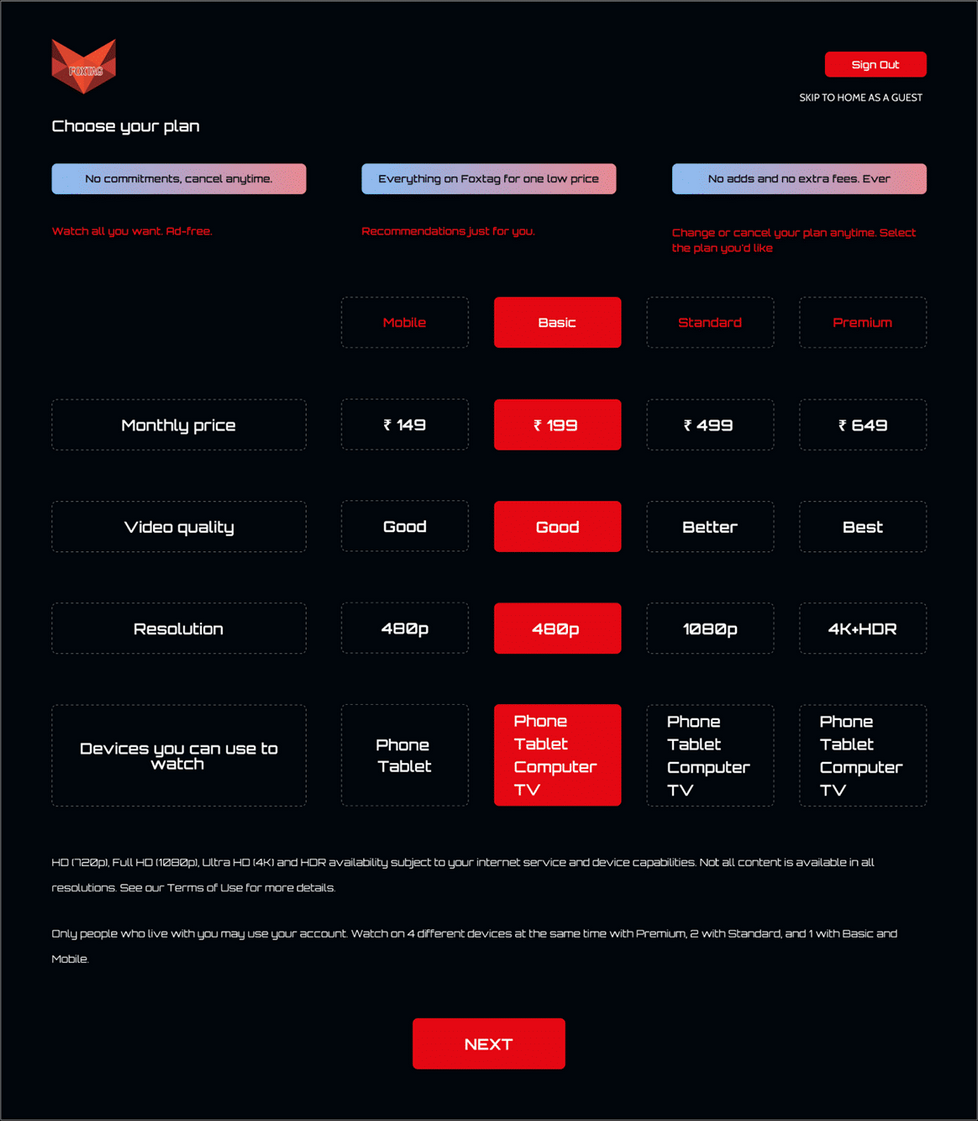 FOXTAG
Sign Out
SKIP TO HOME AS A GUEST
Choose your plan
No commitments, cancel anytime.
Everything on Foxtag for one low price
No adds and no extra fees. Ever
Watch all you want. Ad-free.
Recommendations just for you.
Change or cancel your plan anytime. Select
the plan you'd like
Mobile
Basic
Standard
Premium
Monthly price
₹ 149
₹ 199
₹ 499
₹ 649
Video quality
Good
Good
Better
Best
Resolution
480p
480p
1080p
4K+HDR
Devices you can use to
watch
Phone
Tablet
Phone
Tablet
Computer
TV
Phone
Tablet
Computer
TV
Phone
Tablet
Computer
TV
HD (720p), Full HD (1080p), Ultra HD (4K) and HDR availability subject to your internet service and device capabilities. Not all content is available in all
resolutions. See our Terms of Use for more details.
Only people who live with you may use your account. Watch on 4 different devices at the same time with Premium, 2 with Standard, and 1 with Basic and
Mobile.
NEXT